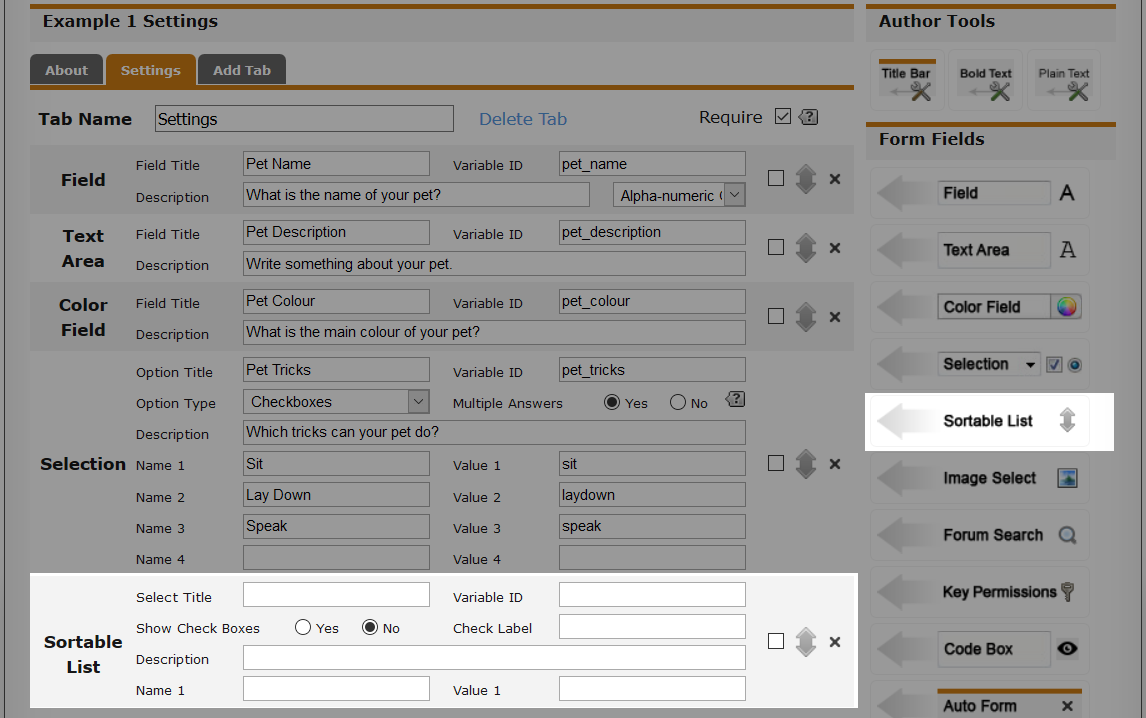 Example 1 Settings
About
Settings
Add Tab
Tab Name
Settings
Delete Tab
Require
?
Field
Field Title
Pet Name
Variable ID
pet_name
Description
What is the name of your pet?
Alpha-numeric
Text Area
Field Title
Pet Description
Variable ID
pet_description
Description
Write something about your pet.
Color Field
Field Title
Pet Colour
Variable ID
pet_colour
Description
What is the main colour of your pet?
Selection
Option Title
Pet Tricks
Variable ID
pet_tricks
Option Type
Checkboxes
Multiple Answers
Yes
No
?
Description
Which tricks can your pet do?
Name 1
Sit
Value 1
sit
Name 2
Lay Down
Value 2
laydown
Name 3
Speak
Value 3
speak
Name 4
Value 4
Sortable List
Select Title
Variable ID
Show Check Boxes
Yes
No
Check Label
Description
Name 1
Value 1
Author Tools
Title Bar
Bold Text
Plain Text
Form Fields
Field
A
Text Area
A
Color Field
Selection
Sortable List
Image Select
Forum Search
Key Permissions
Code Box
Auto Form